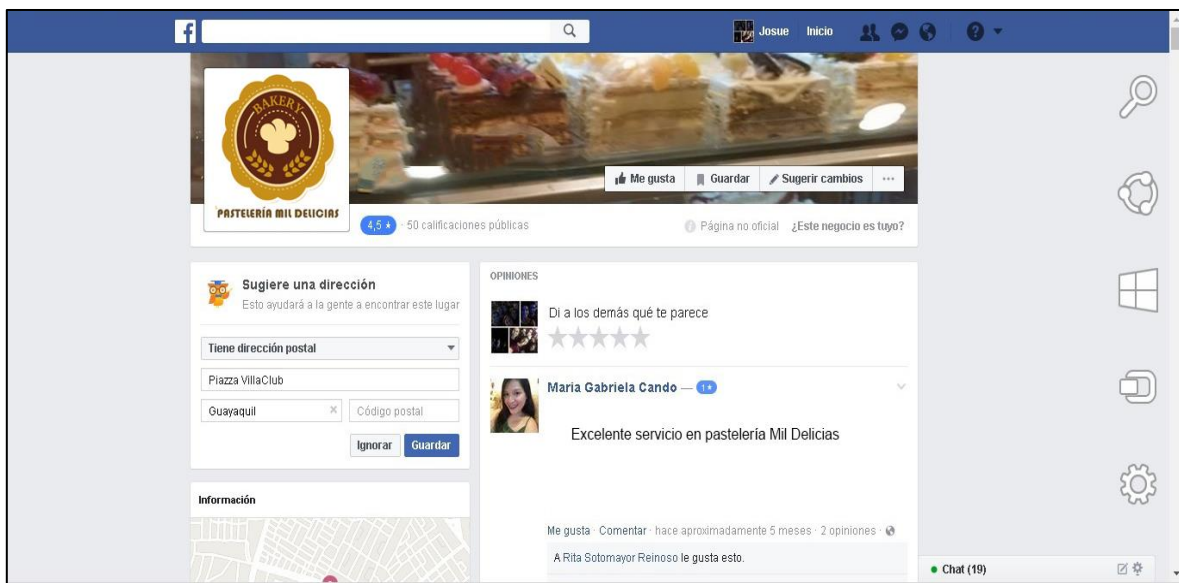 f
Josue Inicio
BAKERY
PASTELERÍA MIL DELICIAS
Me gusta Guardar Sugerir cambios ...
4,5 ★ · 50 calificaciones públicas
Página no oficial ¿Este negocio es tuyo?
Sugiere una dirección
Esto ayudará a la gente a encontrar este lugar
Tiene dirección postal
Piazza VillaClub
Guayaquil × Código postal
Ignorar Guardar
Información
OPINIONES
Di a los demás qué te parece
Maria Gabriela Cando — 1★
Excelente servicio en pastelería Mil Delicias
Me gusta · Comentar · hace aproximadamente 5 meses · 2 opiniones ·
A Rita Sotomayor Reinoso le gusta esto.
Chat (19)